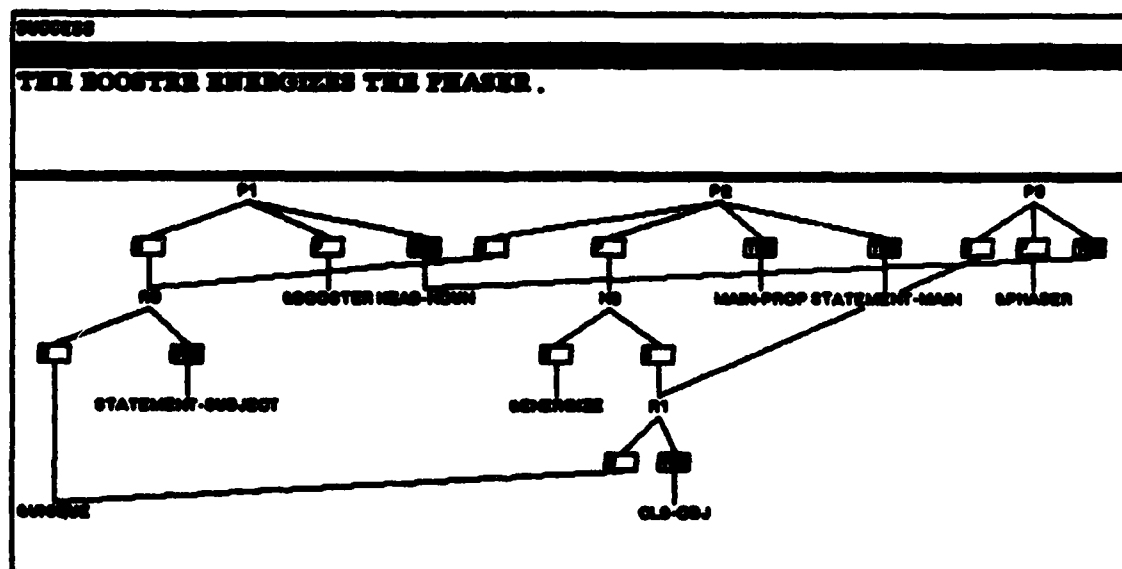 SUCCESS
THE BOOSTER ENERGIZES THE PHASER .
P1 P2 P3
&BOOSTER HEAD-NOUN MAIN-PROP STATEMENT-MAIN &PHASER
STATEMENT-SUBJECT &ENERGIZE R1
CLS-OBJ